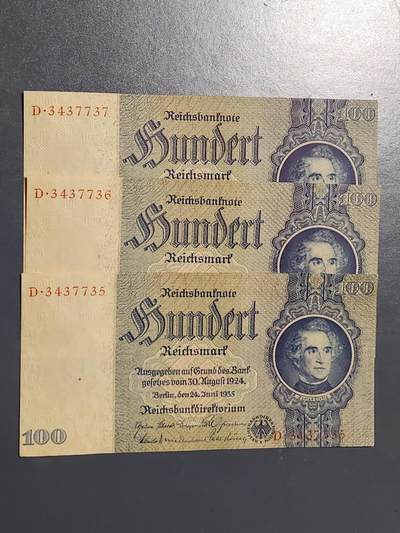 D·3437737
Reichsbanknote
100
Hundert
Reichsmark
D·3437736
Reichsbanknote
100
Hundert
Reichsmark
D·3437735
Reichsbanknote
100
Hundert
Reichsmark
Ausgegeben auf Grund des Bank-
gesetzes vom 30. August 1924
Berlin, den 24. Juni 1935
Reichsbankdirektorium
100
D·3437735